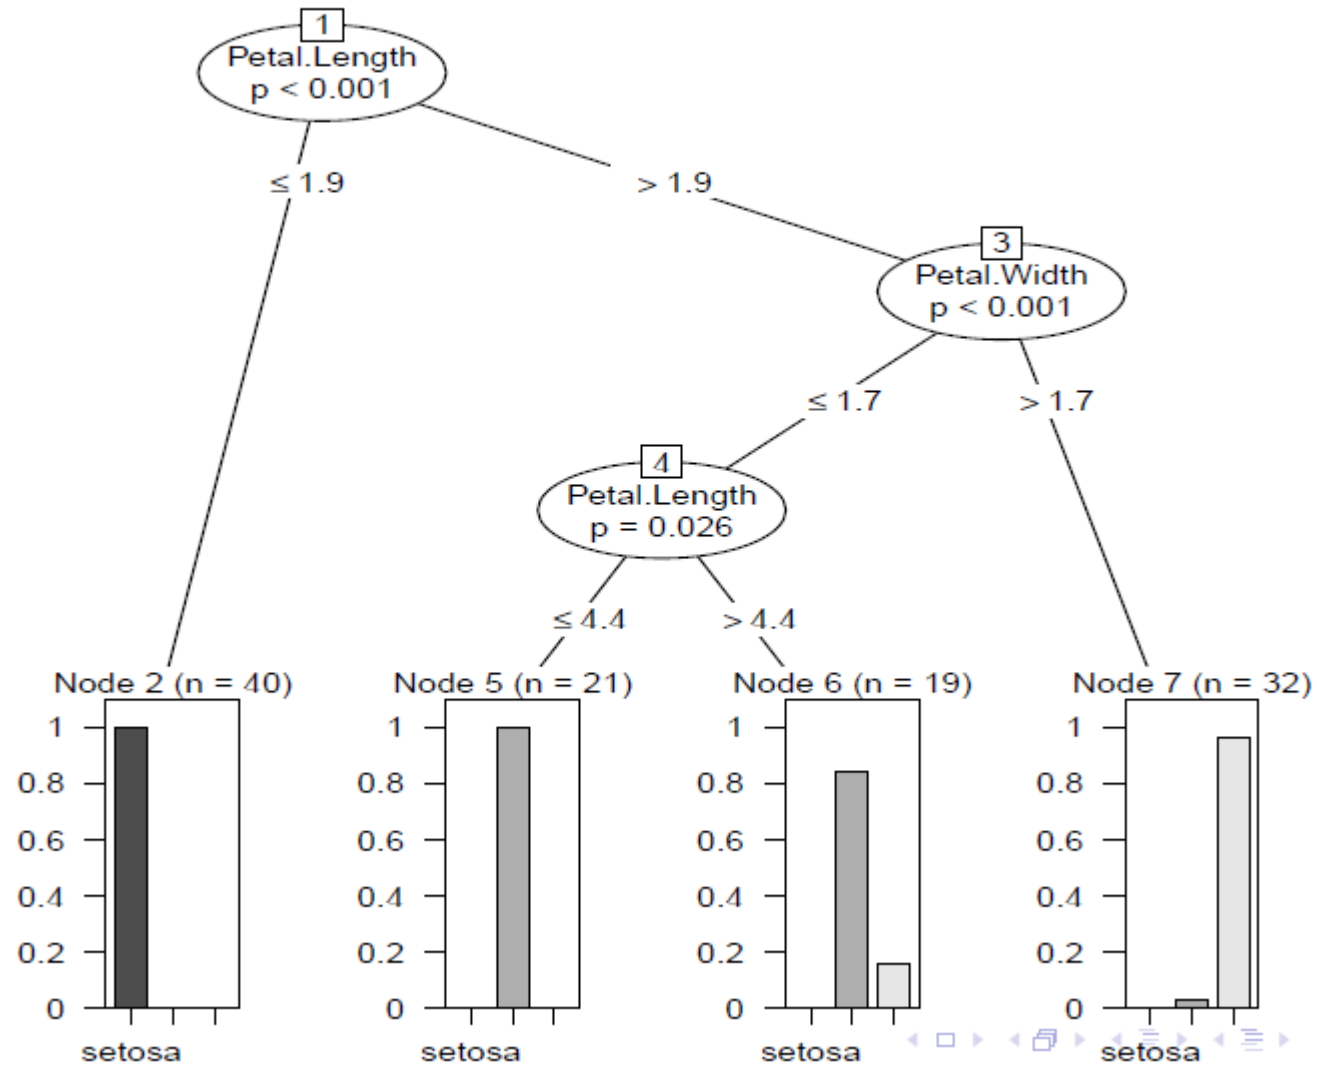 1
Petal.Length
p < 0.001
≤ 1.9
> 1.9
3
Petal.Width
p < 0.001
≤ 1.7
> 1.7
4
Petal.Length
p = 0.026
≤ 4.4
> 4.4
Node 2 (n = 40)
1
0.8
0.6
0.4
0.2
0
setosa
Node 5 (n = 21)
1
0.8
0.6
0.4
0.2
0
setosa
Node 6 (n = 19)
1
0.8
0.6
0.4
0.2
0
setosa
Node 7 (n = 32)
1
0.8
0.6
0.4
0.2
0
setosa